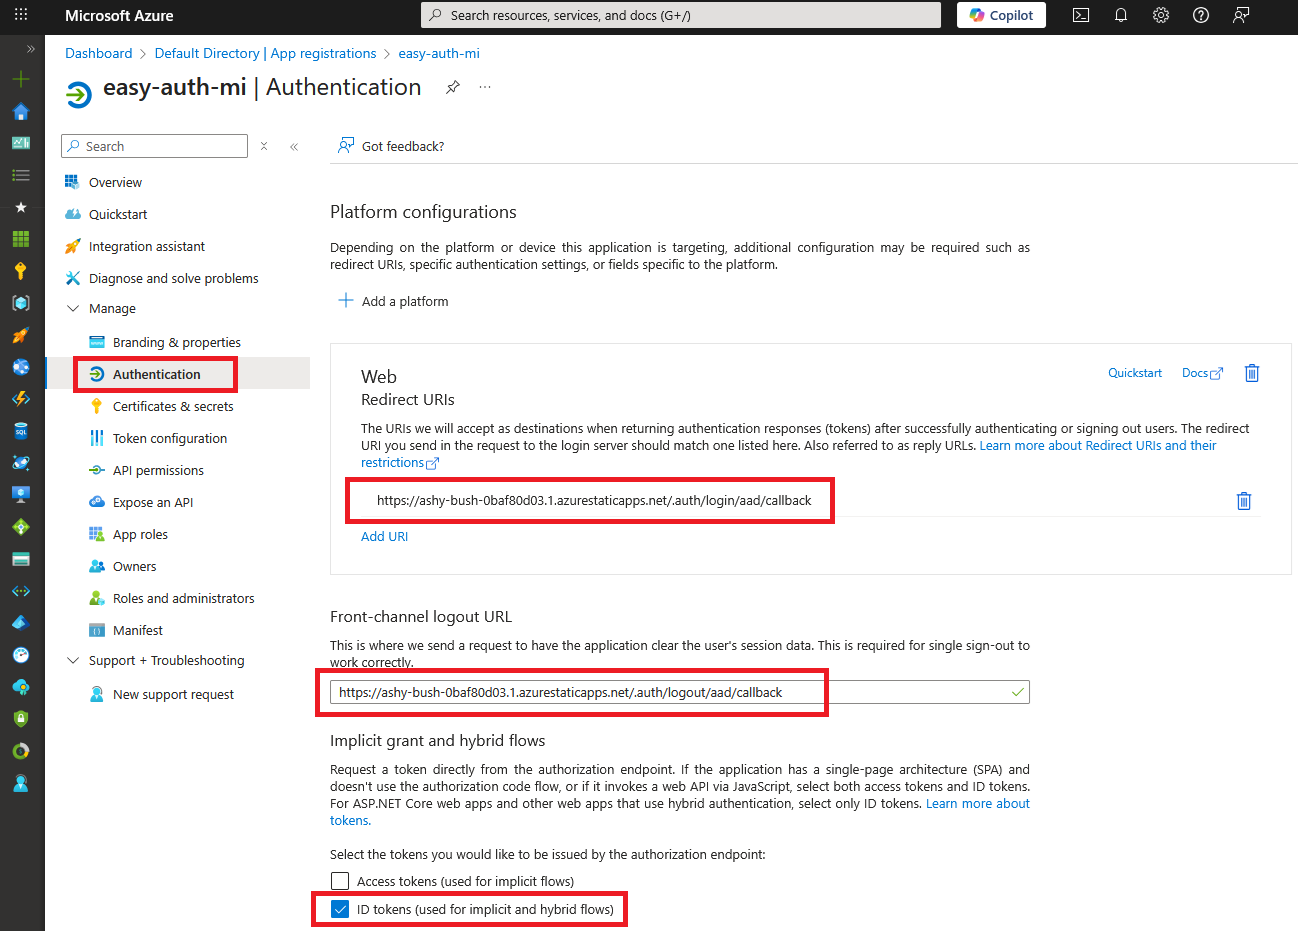 Microsoft Azure
Search resources, services, and docs (G+/)
Copilot
Dashboard > Default Directory | App registrations > easy-auth-mi
easy-auth-mi | Authentication
Search
Got feedback?
Overview
Quickstart
Integration assistant
Diagnose and solve problems
Manage
Branding & properties
Authentication
Certificates & secrets
Token configuration
API permissions
Expose an API
App roles
Owners
Roles and administrators
Manifest
Support + Troubleshooting
New support request
Platform configurations
Depending on the platform or device this application is targeting, additional configuration may be required such as
redirect URIs, specific authentication settings, or fields specific to the platform.
Add a platform
Web
Quickstart
Docs
Redirect URIs
The URIs we will accept as destinations when returning authentication responses (tokens) after successfully authenticating or signing out users. The redirect
URI you send in the request to the login server should match one listed here. Also referred to as reply URLs. Learn more about Redirect URIs and their
restrictions
https://ashy-bush-0baf80d03.1.azurestaticapps.net/.auth/login/aad/callback
Add URI
Front-channel logout URL
This is where we send a request to have the application clear the user's session data. This is required for single sign-out to
work correctly.
https://ashy-bush-0baf80d03.1.azurestaticapps.net/.auth/logout/aad/callback
Implicit grant and hybrid flows
Request a token directly from the authorization endpoint. If the application has a single-page architecture (SPA) and
doesn't use the authorization code flow, or if it invokes a web API via JavaScript, select both access tokens and ID tokens.
For ASP.NET Core web apps and other web apps that use hybrid authentication, select only ID tokens. Learn more about
tokens.
Select the tokens you would like to be issued by the authorization endpoint:
Access tokens (used for implicit flows)
ID tokens (used for implicit and hybrid flows)